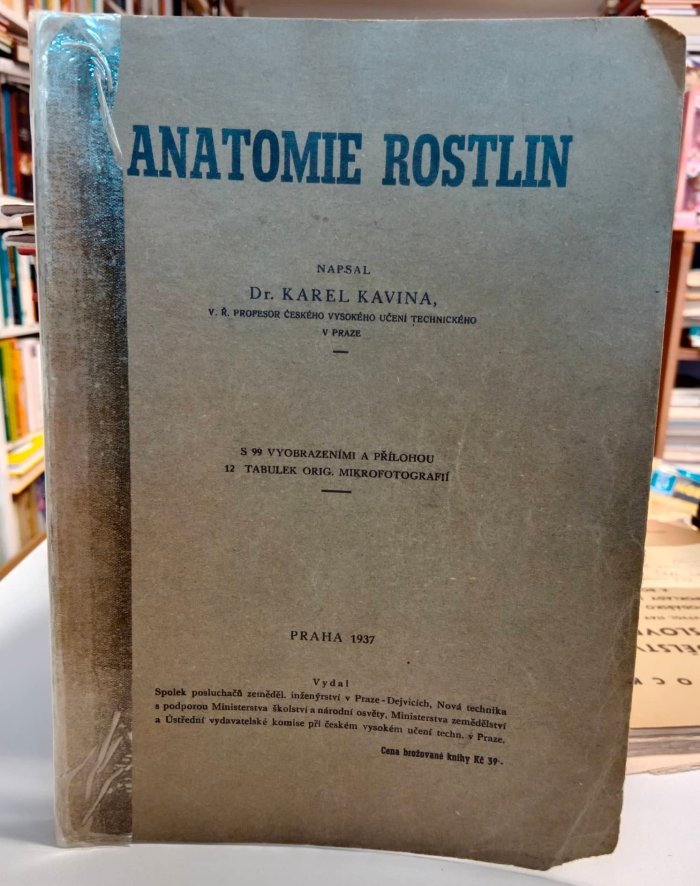 ANATOMIE ROSTLIN
NAPSAL
Dr. KAREL KAVINA,
V. Ř. PROFESOR ČESKÉHO VYSOKÉHO UČENÍ TECHNICKÉHO
V PRAZE
S 99 VYOBRAZENÍMI A PŘÍLOHOU
12 TABULEK ORIG. MIKROFOTOGRAFIÍ
PRAHA 1937
Vydal
Spolek posluchačů zeměděl. inženýrství v Praze-Dejvicích, Nová technika
s podporou Ministerstva školství a národní osvěty, Ministerstva zemědělství
a Ústřední vydavatelské komise při českém vysokém učení techn. v Praze.
Cena brožované knihy Kč 39·-